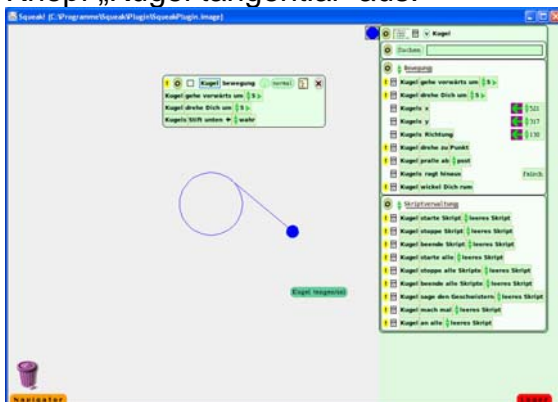 Knopf „Kugel tangential“ aus.
Squeak! (C:\Programme\Squeak\Plugin\SqueakPlugin.image)
Kugel
Suchen
Kugel bewegung normal
Kugel gehe vorwärts um 5
Kugel drehe Dich um 5
Kugels Stift unten wahr
Bewegung
Kugel gehe vorwärts um 5
Kugel drehe Dich um 5
Kugels x 521
Kugels y 317
Kugels Richtung 130
Kugel drehe zu Punkt
Kugel pralle ab
Kugels ragt hinaus falsch
Kugel wickel Dich rum
Skriptverwaltung
Kugel starte Skript leeres Skript
Kugel stoppe Skript leeres Skript
Kugel beende Skript leeres Skript
Kugel starte alle leeres Skript
Kugel stoppe alle Skripte leeres Skript
Kugel beende alle Skripte leeres Skript
Kugel sage den Geschwistern leeres Skript
Kugel mach mal leeres Skript
Kugel an alle leeres Skript
Kugel
Navigator
Lager